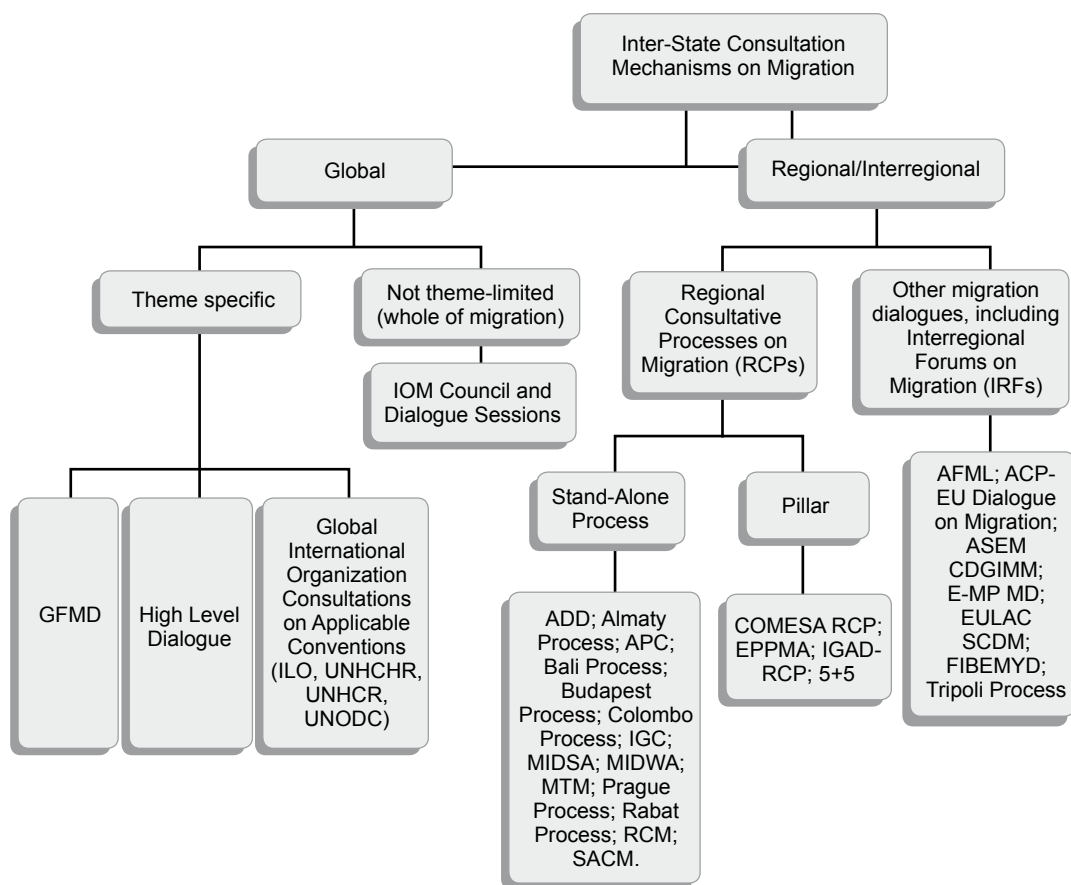 Inter-State Consultation
Mechanisms on Migration
Global
Regional/Interregional
Theme specific
Not theme-limited
(whole of migration)
Regional
Consultative
Processes on
Migration (RCPs)
Other migration
dialogues, including
Interregional
Forums on
Migration (IRFs)
IOM Council and
Dialogue Sessions
Stand-Alone
Process
Pillar
AFML; ACP-
EU Dialogue
on Migration;
ASEM
CDGIMM;
E-MP MD;
EULAC
SCDM;
FIBEMYD;
Tripoli Process
GFMD
High Level
Dialogue
Global
International
Organization
Consultations
on Applicable
Conventions
(ILO, UNHCHR,
UNHCR,
UNODC)
ADD; Almaty
Process; APC;
Bali Process;
Budapest
Process; Colombo
Process; IGC;
MIDSA; MIDWA;
MTM; Prague
Process; Rabat
Process; RCM;
SACM.
COMESA RCP;
EPPMA; IGAD-
RCP; 5+5